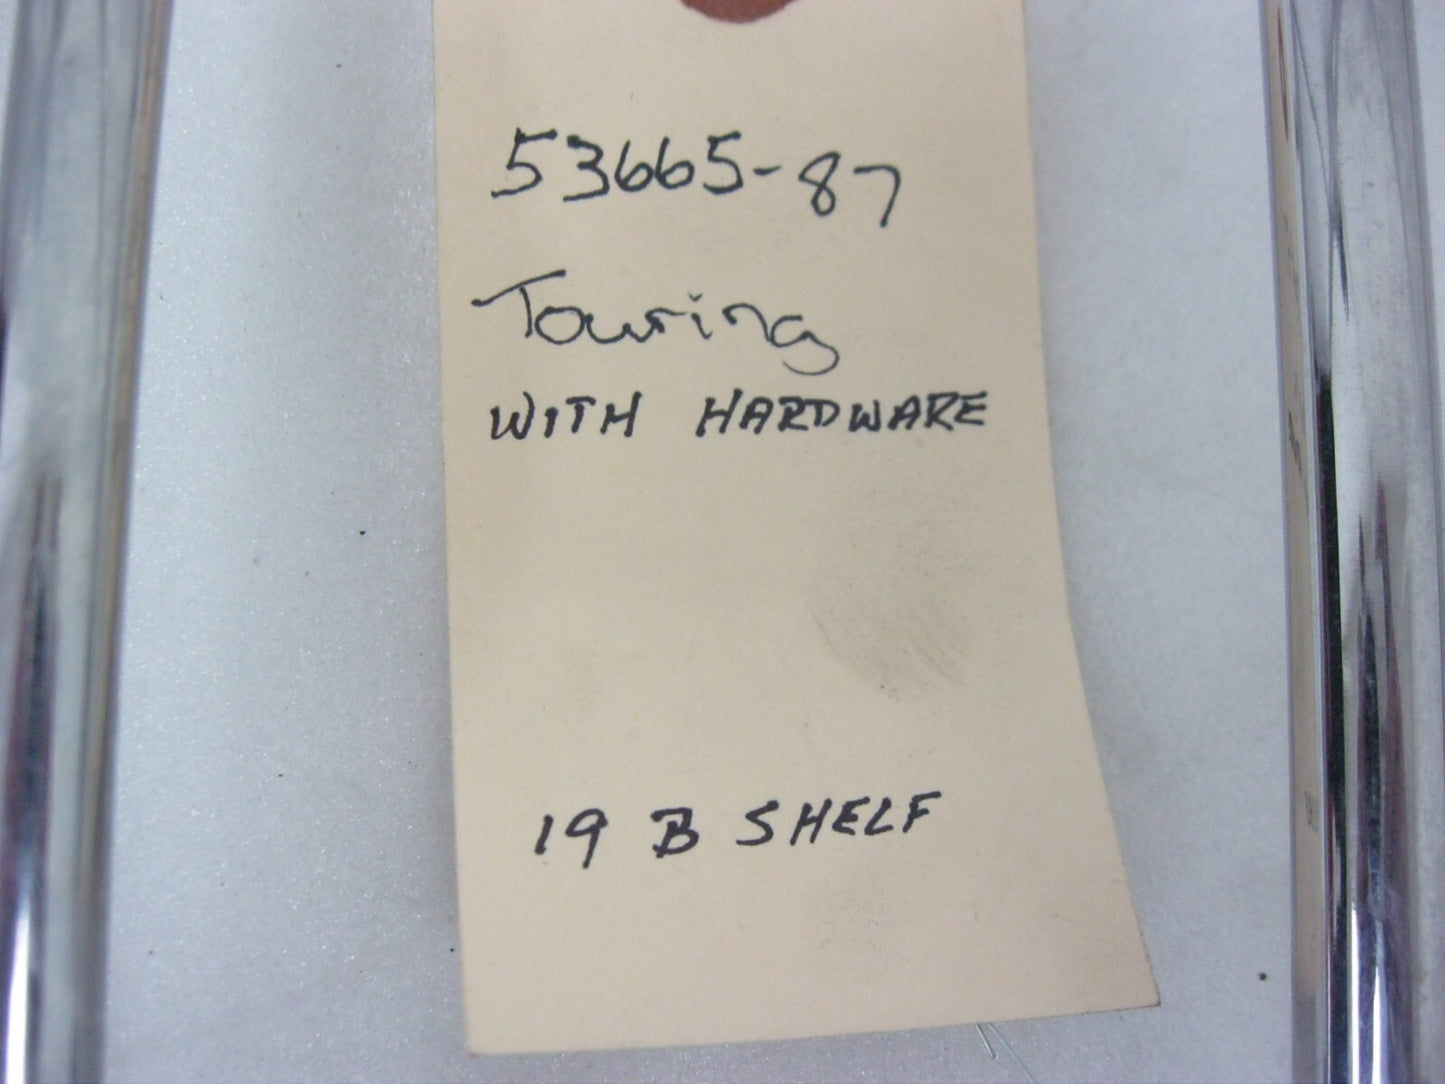 53665-87
Touring
WITH HARDWARE
19 B SHELF